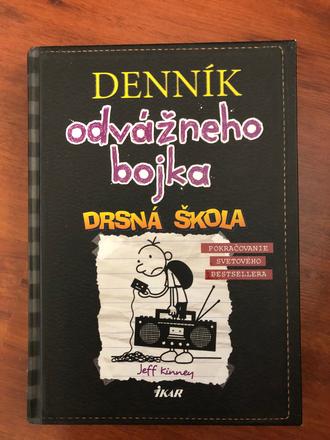 DENNÍK
odvážneho
bojka
DRSNÁ ŠKOLA
POKRAČOVANIE
SVETOVÉHO
BESTSELLERA
Jeff Kinney
IKAR